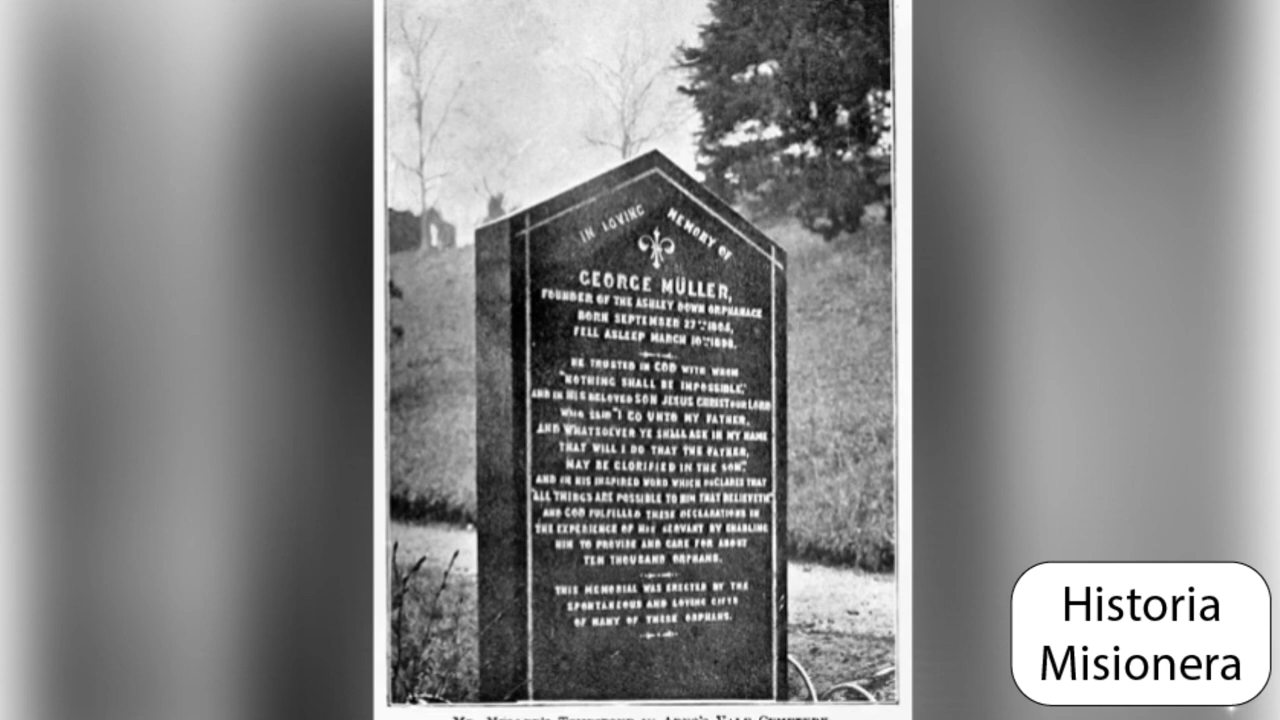 IN LOVING MEMORY OF
GEORGE MÜLLER,
FOUNDER OF THE ASHLEY DOWN ORPHANAGE
BORN SEPTEMBER 27TH 1805,
FELL ASLEEP MARCH 10TH 1898.
HE TRUSTED IN GOD WITH WHOM
"NOTHING SHALL BE IMPOSSIBLE,"
AND IN HIS BELOVED SON JESUS CHRIST OUR LORD
WHO SAID "I GO UNTO MY FATHER,
AND WHATSOEVER YE SHALL ASK IN MY NAME
THAT WILL I DO THAT THE FATHER,
MAY BE GLORIFIED IN THE SON."
AND IN HIS INSPIRED WORD WHICH DECLARES THAT
"ALL THINGS ARE POSSIBLE TO HIM THAT BELIEVETH"
AND GOD FULFILLED THESE DECLARATIONS IN
THE EXPERIENCE OF HIS SERVANT BY ENABLING
HIM TO PROVIDE AND CARE FOR ABOUT
TEN THOUSAND ORPHANS.
THIS MEMORIAL WAS ERECTED BY THE
SPONTANEOUS AND LOVING GIFTS
OF MANY OF THESE ORPHANS.
Historia
Misionera